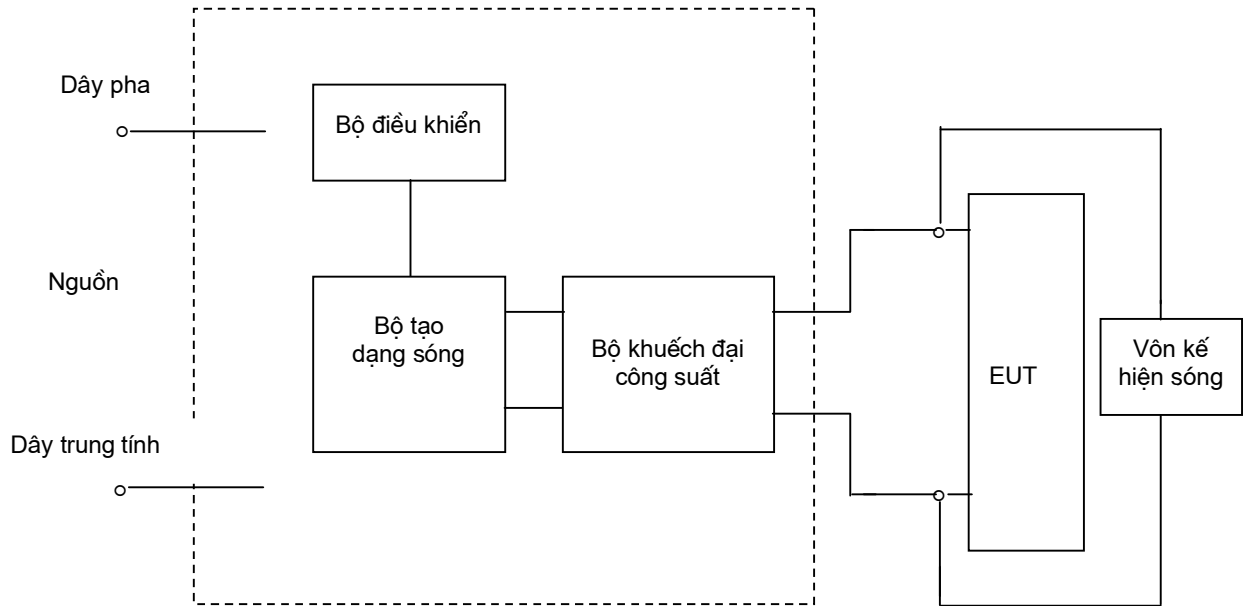 Dây pha
Bộ điều khiển
Nguồn
Bộ tạo
dạng sóng
Bộ khuếch đại
công suất
EUT
Vôn kế
hiện sóng
Dây trung tính